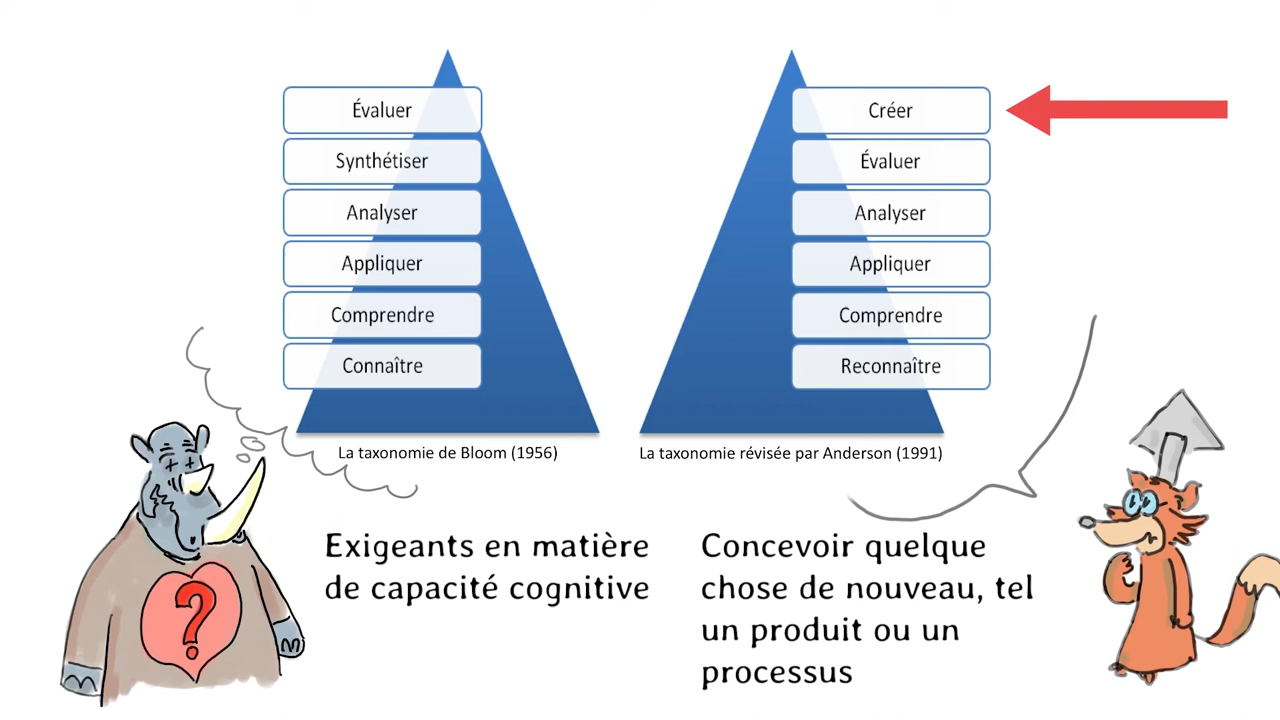 Évaluer
Synthétiser
Analyser
Appliquer
Comprendre
Connaître
La taxonomie de Bloom (1956)
Créer
Évaluer
Analyser
Appliquer
Comprendre
Reconnaître
La taxonomie révisée par Anderson (1991)
?
Exigeants en matière
de capacité cognitive
Concevoir quelque
chose de nouveau, tel
un produit ou un
processus